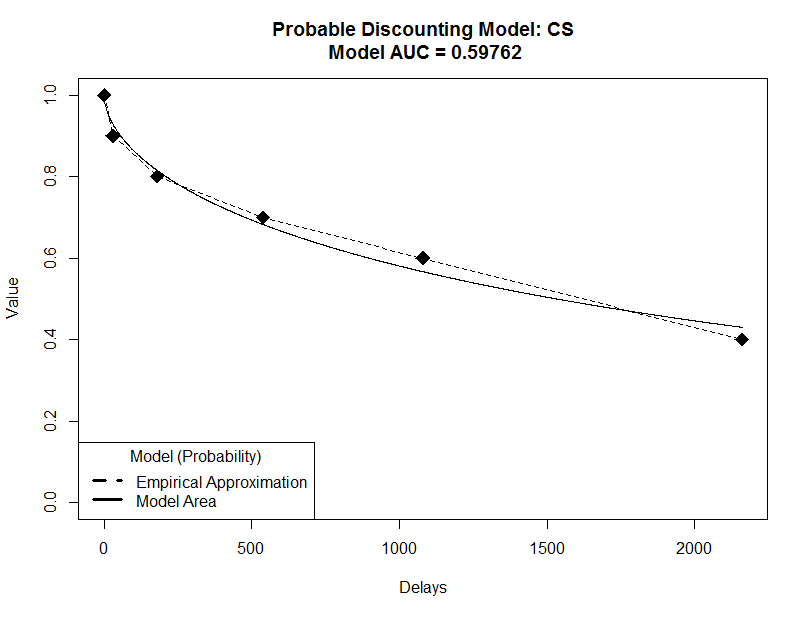 Probable Discounting Model: CS
Model AUC = 0.59762
Value
1.0
0.8
0.6
0.4
0.2
0.0
Model (Probability)
Empirical Approximation
Model Area
0 500 1000 1500 2000
Delays